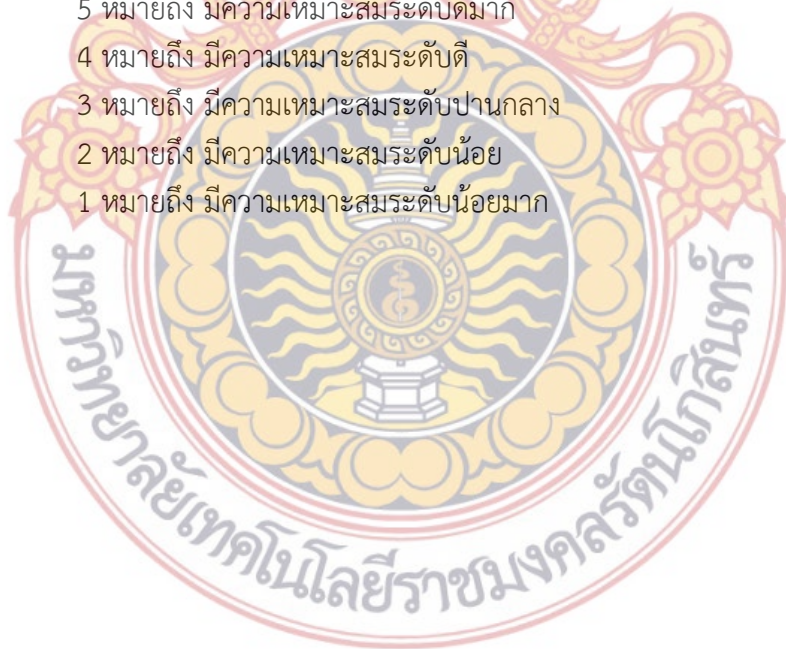 5 หมายถึง มีความเหมาะสมระดับดีมาก
4 หมายถึง มีความเหมาะสมระดับดี
3 หมายถึง มีความเหมาะสมระดับปานกลาง
2 หมายถึง มีความเหมาะสมระดับน้อย
1 หมายถึง มีความเหมาะสมระดับน้อยมาก
มหาวิทยาลัยเทคโนโลยีราชมงคลรัตนโกสินทร์